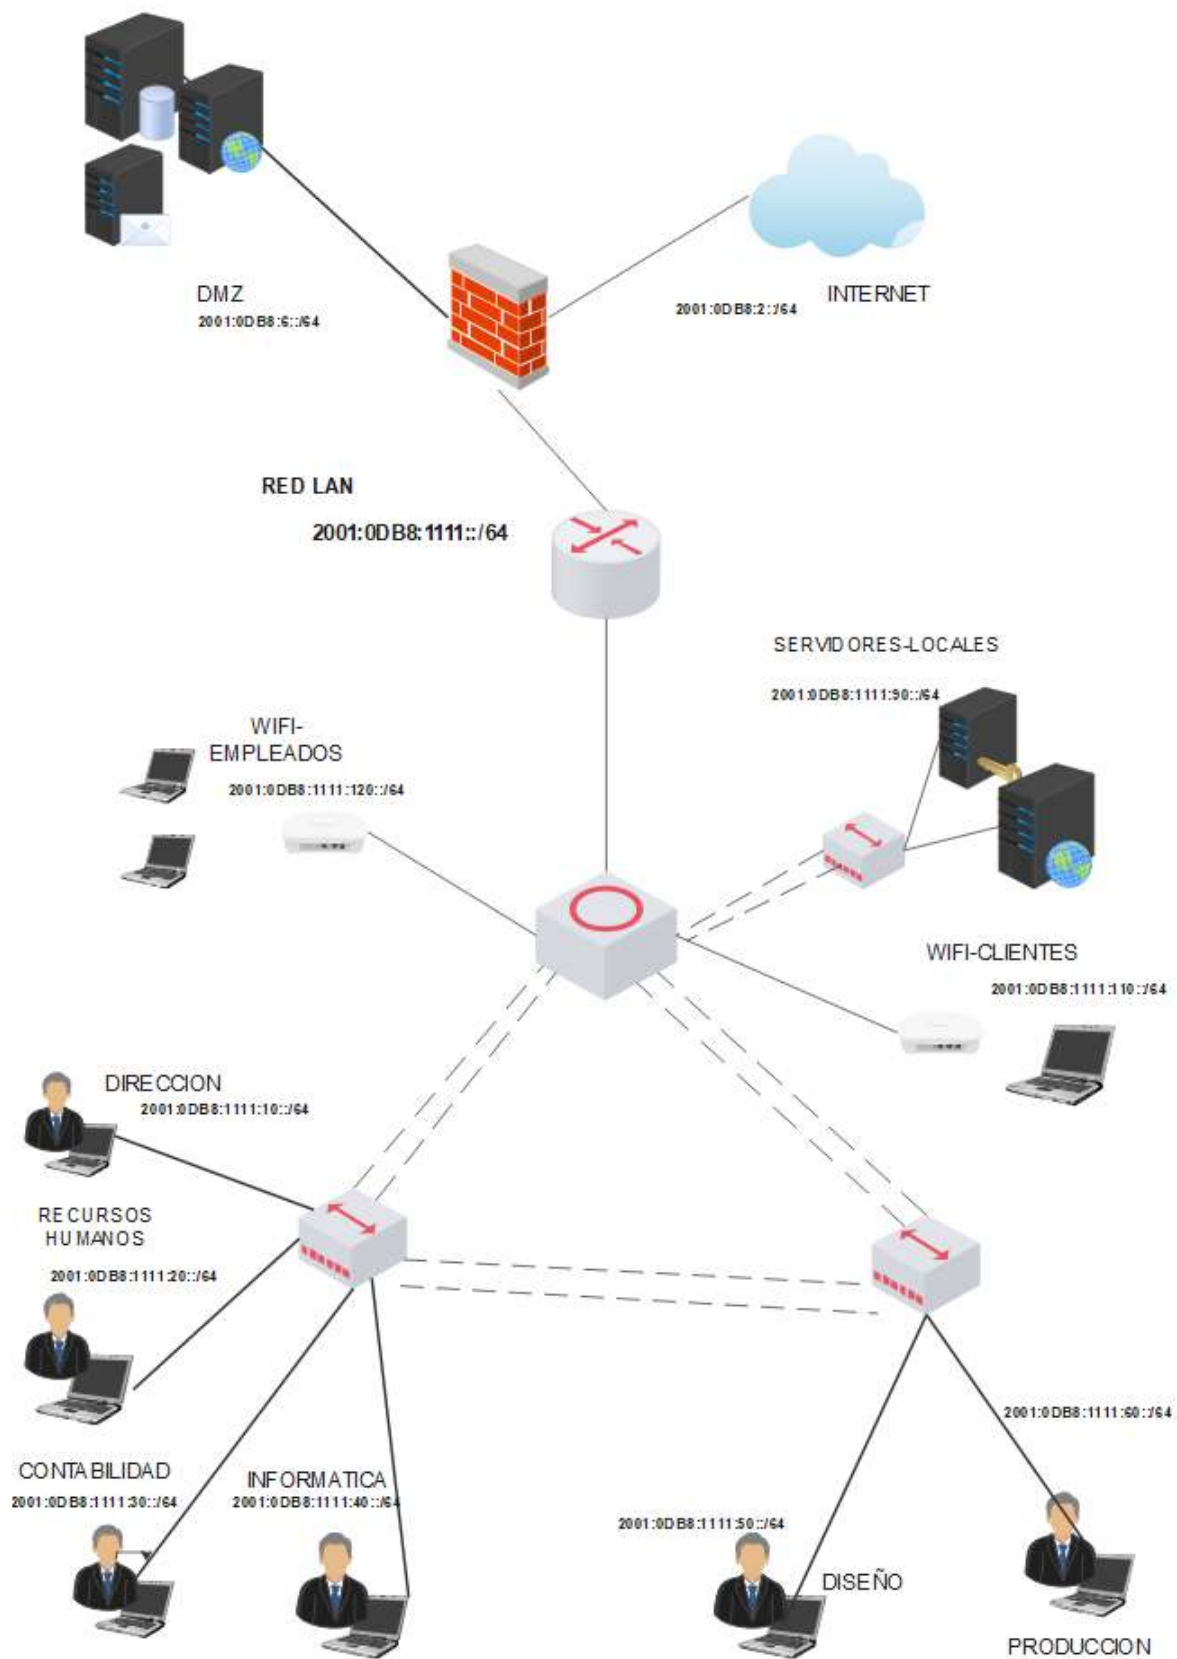 DMZ
2001:0DB8:6::/64
INTERNET
2001:0DB8:2::/64
RED LAN
2001:0DB8:1111::/64
SERVIDORES-LOCALES
2001:0DB8:1111:90::/64
WIFI-
EMPLEADOS
2001:0DB8:1111:120::/64
WIFI-CLIENTES
2001:0DB8:1111:110::/64
DIRECCION
2001:0DB8:1111:10::/64
RECURSOS
HUMANOS
2001:0DB8:1111:20::/64
2001:0DB8:1111:60::/64
CONTABILIDAD
2001:0DB8:1111:30::/64
INFORMATICA
2001:0DB8:1111:40::/64
2001:0DB8:1111:50::/64
DISEÑO
PRODUCCION